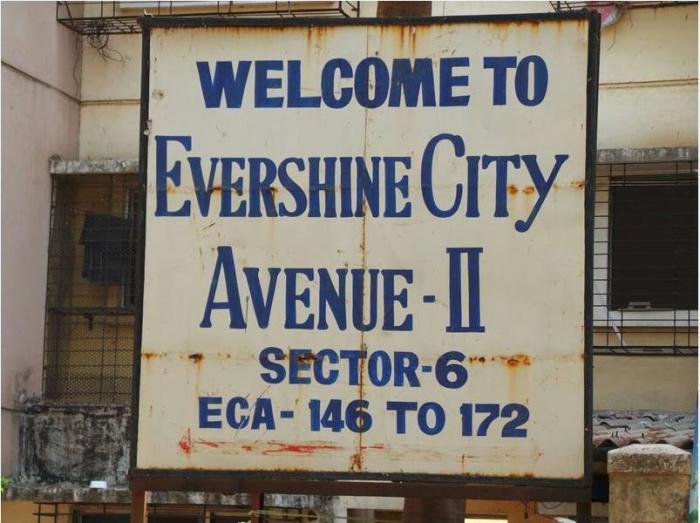 WELCOME TO
EVERSHINE CITY
AVENUE - II
SECTOR-6
ECA- 146 TO 172